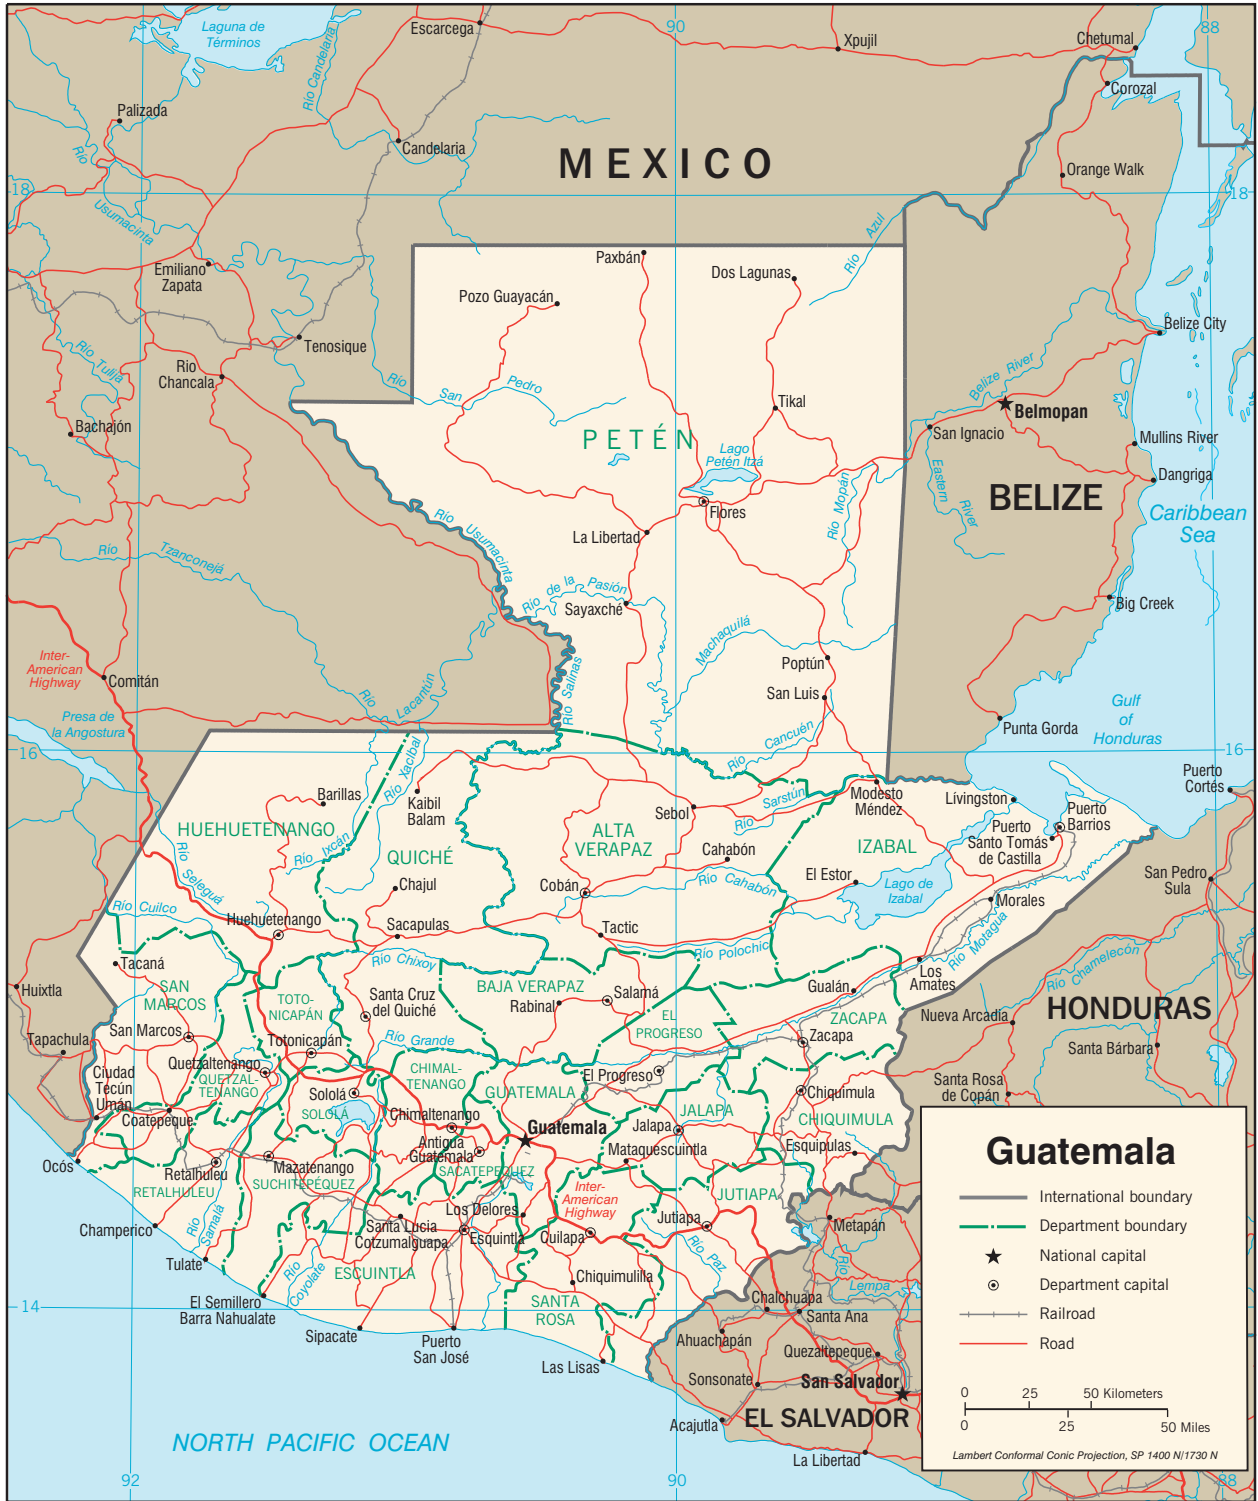 Laguna de
Términos
Escarcega
90
Xpujil
88
Chetumal
Río Candelaria
Palizada
Corozal
Candelaria
MEXICO
Orange Walk
Río
Usumacinta
18
18
Río
Azul
Emiliano
Zapata
Paxbán
Dos Lagunas
Pozo Guayacán
Tenosique
Belize City
Río Tulija
Rio
Chancala
Río
San
Pedro
Belize River
Tikal
Belmopan
Bachajón
San Ignacio
Mullins River
PETÉN
Lago
Petén Itzá
Dangriga
Eastern
River
BELIZE
Flores
Río Mopán
Caribbean
Sea
Río Usumacinta
La Libertad
Río
Tzanconejá
Río de la
Pasión
Sayaxché
Big Creek
Machaquilá
Inter-
American
Highway
Comitán
Poptún
San Luis
Río
Lacantún
Río Salinas
Presa de
la Angostura
Punta Gorda
Gulf
of
Honduras
Río
Cancuén
16
16
Río Xacibal
Puerto
Cortés
Barillas
Kaibil
Balam
Sebol
Río
Sarstún
Modesto
Méndez
Lívingston
Puerto
Barrios
Puerto
Santo Tomás
de Castilla
HUEHUETENANGO
Río Ixcán
QUICHÉ
ALTA
VERAPAZ
IZABAL
Cahabón
Río
Seleguá
Chajul
Cobán
Río Cahabón
El Estor
Lago de
Izabal
San Pedro
Sula
Río Cuilco
Huehuetenango
Sacapulas
Tactic
Morales
Río Motagua
Tacaná
Río Chixoy
Río Polochic
Los
Amates
Río Chamelecón
Huixtla
SAN
MARCOS
BAJA VERAPAZ
Gualán
TOTO-
NICAPÁN
Santa Cruz
del Quiché
Rabinal
Salamá
EL
PROGRESO
ZACAPA
Nueva Arcadia
HONDURAS
San Marcos
Tapachula
Totonicapán
Río Grande
Zacapa
Santa Bárbara
Quetzaltenango
QUETZAL-
TENANGO
CHIMAL-
TENANGO
El Progreso
Ciudad
Tecún
Umán
Sololá
SOLOLÁ
GUATEMALA
Chiquimula
Santa Rosa
de Copán
Coatepeque
Chimaltenango
JALAPA
CHIQUIMULA
Guatemala
Jalapa
Antigua
Guatemala
Mataquescuintla
Esquipulas
Ocós
Retalhuleu
Mazatenango
SACATEPEQUEZ
RETALHULEU
SUCHITEPÉQUEZ
Inter-
American
Highway
JUTIAPA
Los Delores
Champerico
Río
Samalá
Santa Lucia
Cotzumalguapa
Esquintla
Cuilapa
Jutiapa
Metapán
Tulate
Río Paz
Río
Lempa
Río
Coyolate
ESCUINTLA
Chiquimulilla
El Semillero
Barra Nahualate
SANTA
ROSA
Chalchuapa
Santa Ana
14
Sipacate
Puerto
San José
Ahuachapán
Quezaltepeque
Las Lisas
Sonsonate
San Salvador
Acajutla
EL SALVADOR
La Libertad
NORTH PACIFIC OCEAN
92
90
88
Guatemala
International boundary
Department boundary
National capital
Department capital
Railroad
Road
0 25 50 Kilometers
0 25 50 Miles
Lambert Conformal Conic Projection, SP 1400 N/1730 N